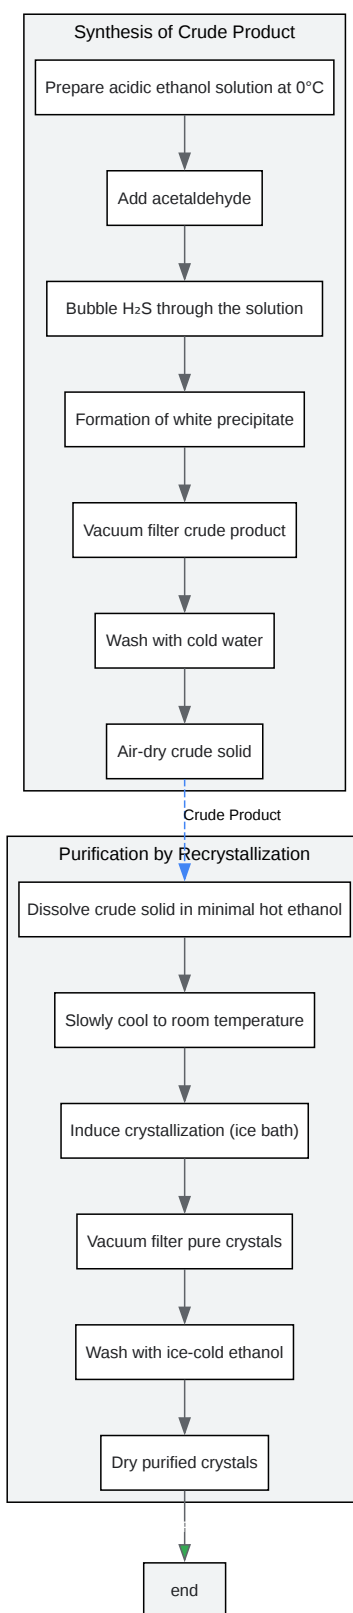 Synthesis of Crude Product
Prepare acidic ethanol solution at 0°C
Add acetaldehyde
Bubble H₂S through the solution
Formation of white precipitate
Vacuum filter crude product
Wash with cold water
Air-dry crude solid
Crude Product
Purification by Recrystallization
Dissolve crude solid in minimal hot ethanol
Slowly cool to room temperature
Induce crystallization (ice bath)
Vacuum filter pure crystals
Wash with ice-cold ethanol
Dry purified crystals
end